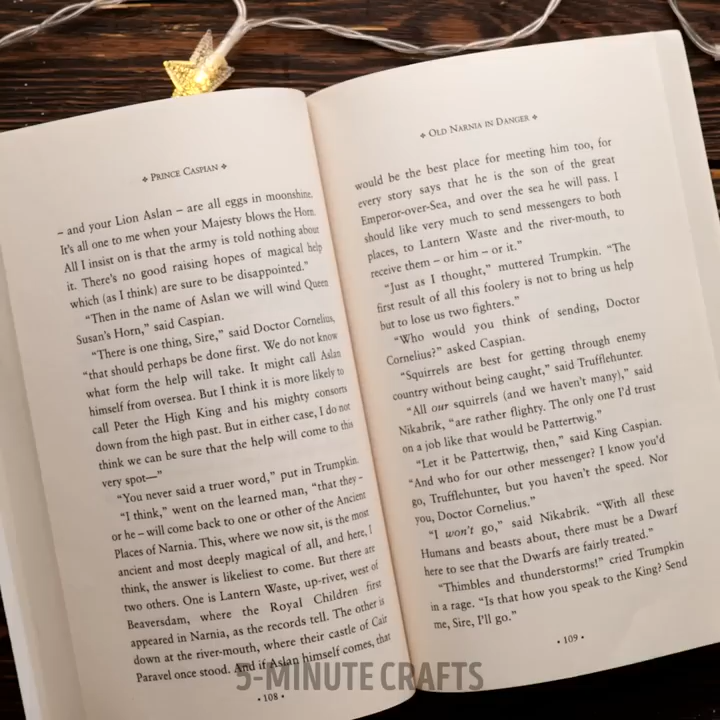 ❖ PRINCE CASPIAN ❖
– and your Lion Aslan – are all eggs in moonshine.
It's all one to me when your Majesty blows the Horn.
All I insist on is that the army is told nothing about
it. There's no good raising hopes of magical help
which (as I think) are sure to be disappointed."
"Then in the name of Aslan we will wind Queen
Susan's Horn," said Caspian.
"There is one thing, Sire," said Doctor Cornelius,
"that should perhaps be done first. We do not know
what form the help will take. It might call Aslan
himself from oversea. But I think it is more likely to
call Peter the High King and his mighty consorts
down from the high past. But in either case, I do not
think we can be sure that the help will come to this
very spot—"
"You never said a truer word," put in Trumpkin.
"I think," went on the learned man, "that they –
or he – will come back to one or other of the Ancient
Places of Narnia. This, where we now sit, is the most
ancient and most deeply magical of all, and here, I
think, the answer is likeliest to come. But there are
two others. One is Lantern Waste, up-river, west of
Beaversdam, where the Royal Children first
appeared in Narnia, as the records tell. The other is
down at the river-mouth, where their castle of Cair
Paravel once stood. And if Aslan himself comes, that
• 108 •
❖ OLD NARNIA IN DANGER ❖
would be the best place for meeting him too, for
every story says that he is the son of the great
Emperor-over-Sea, and over the sea he will pass. I
should like very much to send messengers to both
places, to Lantern Waste and the river-mouth, to
receive them – or him – or it."
"Just as I thought," muttered Trumpkin. "The
first result of all this foolery is not to bring us help
but to lose us two fighters."
"Who would you think of sending, Doctor
Cornelius?" asked Caspian.
"Squirrels are best for getting through enemy
country without being caught," said Trufflehunter.
"All our squirrels (and we haven't many)," said
Nikabrik, "are rather flighty. The only one I'd trust
on a job like that would be Pattertwig."
"Let it be Pattertwig, then," said King Caspian.
"And who for our other messenger? I know you'd
go, Trufflehunter, but you haven't the speed. Nor
you, Doctor Cornelius."
"I won't go," said Nikabrik. "With all these
Humans and beasts about, there must be a Dwarf
here to see that the Dwarfs are fairly treated."
"Thimbles and thunderstorms!" cried Trumpkin
in a rage. "Is that how you speak to the King? Send
me, Sire, I'll go."
• 109 •
5-MINUTE CRAFTS